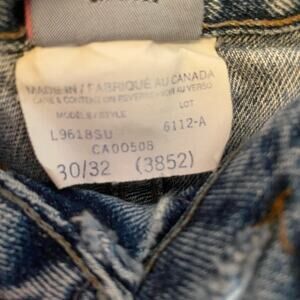 MADE IN / FABRIQUÉ AU CANADA
CARE & CONTENT ON REVERSE / VOIR AU VERSO
MODÈLE / STYLE LOT
L9618SU 6112-A
CA00508
30/32 (3852)